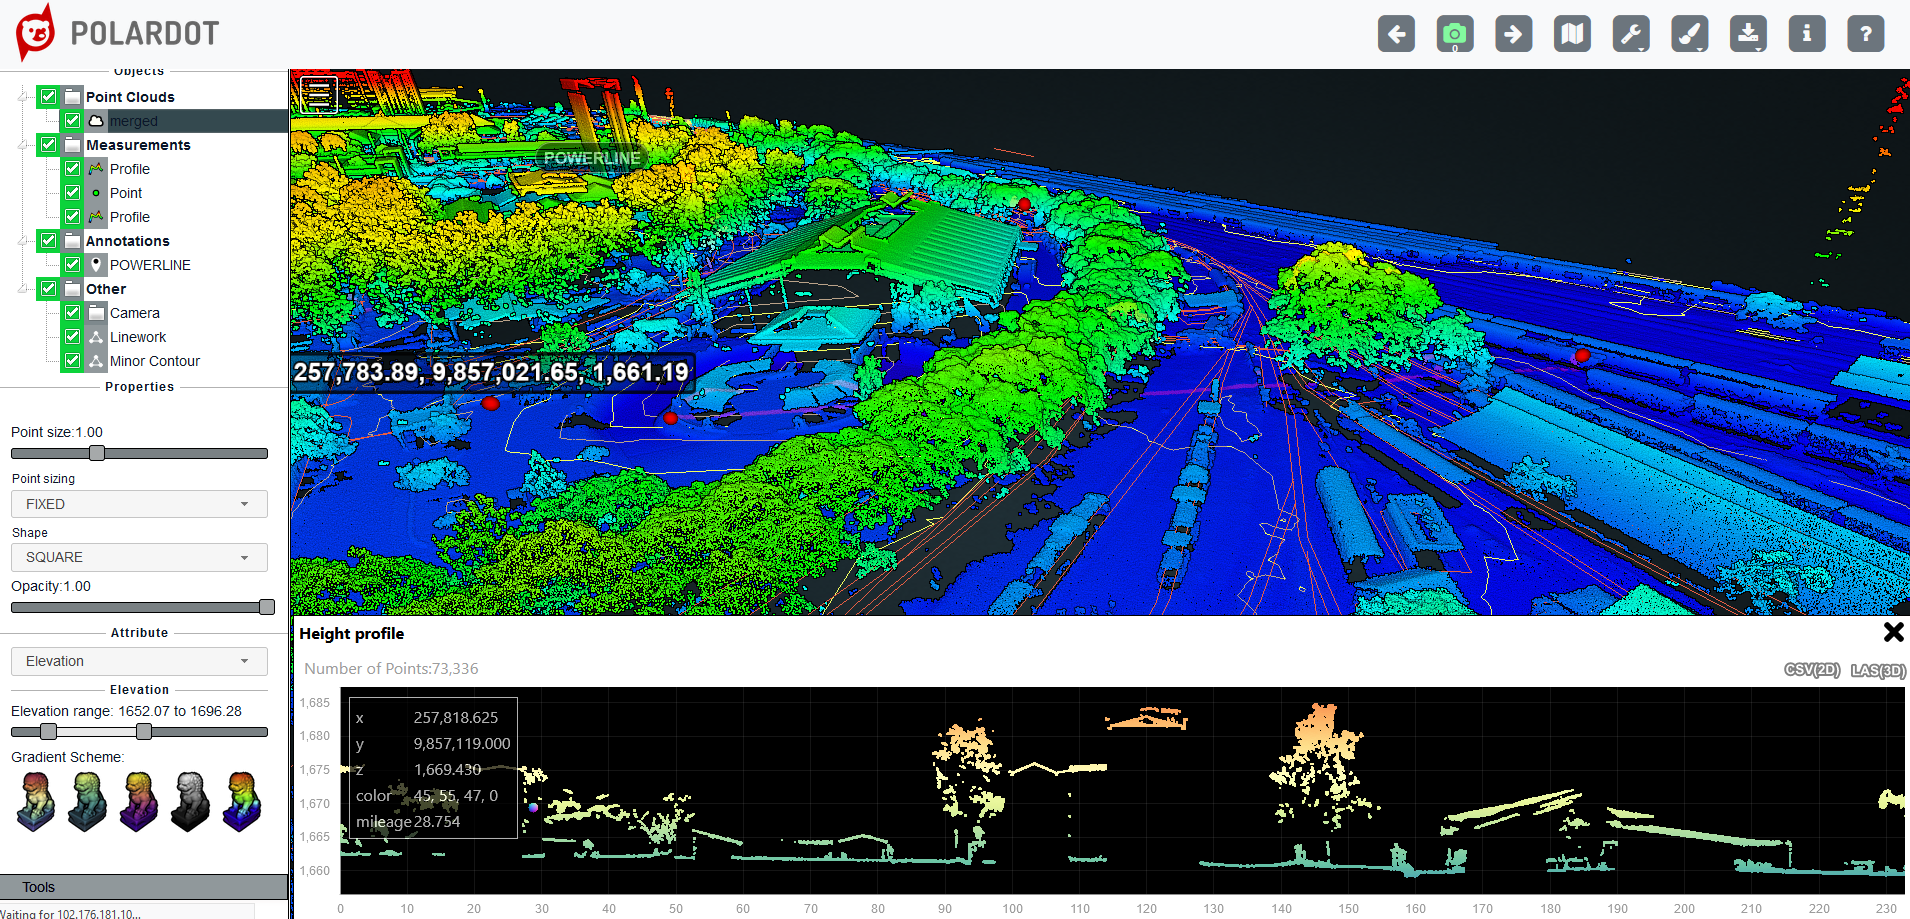 POLARDOT
0
i
?
Objects
Point Clouds
merged
Measurements
Profile
Point
Profile
Annotations
POWERLINE
Other
Camera
Linework
Minor Contour
Properties
Point size:1.00
Point sizing
FIXED
Shape
SQUARE
Opacity:1.00
Attribute
Elevation
Elevation
Elevation range: 1652.07 to 1696.28
Gradient Scheme:
Tools
Waiting for 102.176.181.10...
POWERLINE
257,783.89, 9,857,021.65, 1,661.19
Height profile
Number of Points:73,336
CSV(2D) LAS(3D)
1,685
1,680
1,675
1,670
1,665
1,660
x 257,818.625
y 9,857,119.000
z 1,669.430
color 45, 55, 47, 0
mileage 28.754
0 10 20 30 40 50 60 70 80 90 100 110 120 130 140 150 160 170 180 190 200 210 220 230